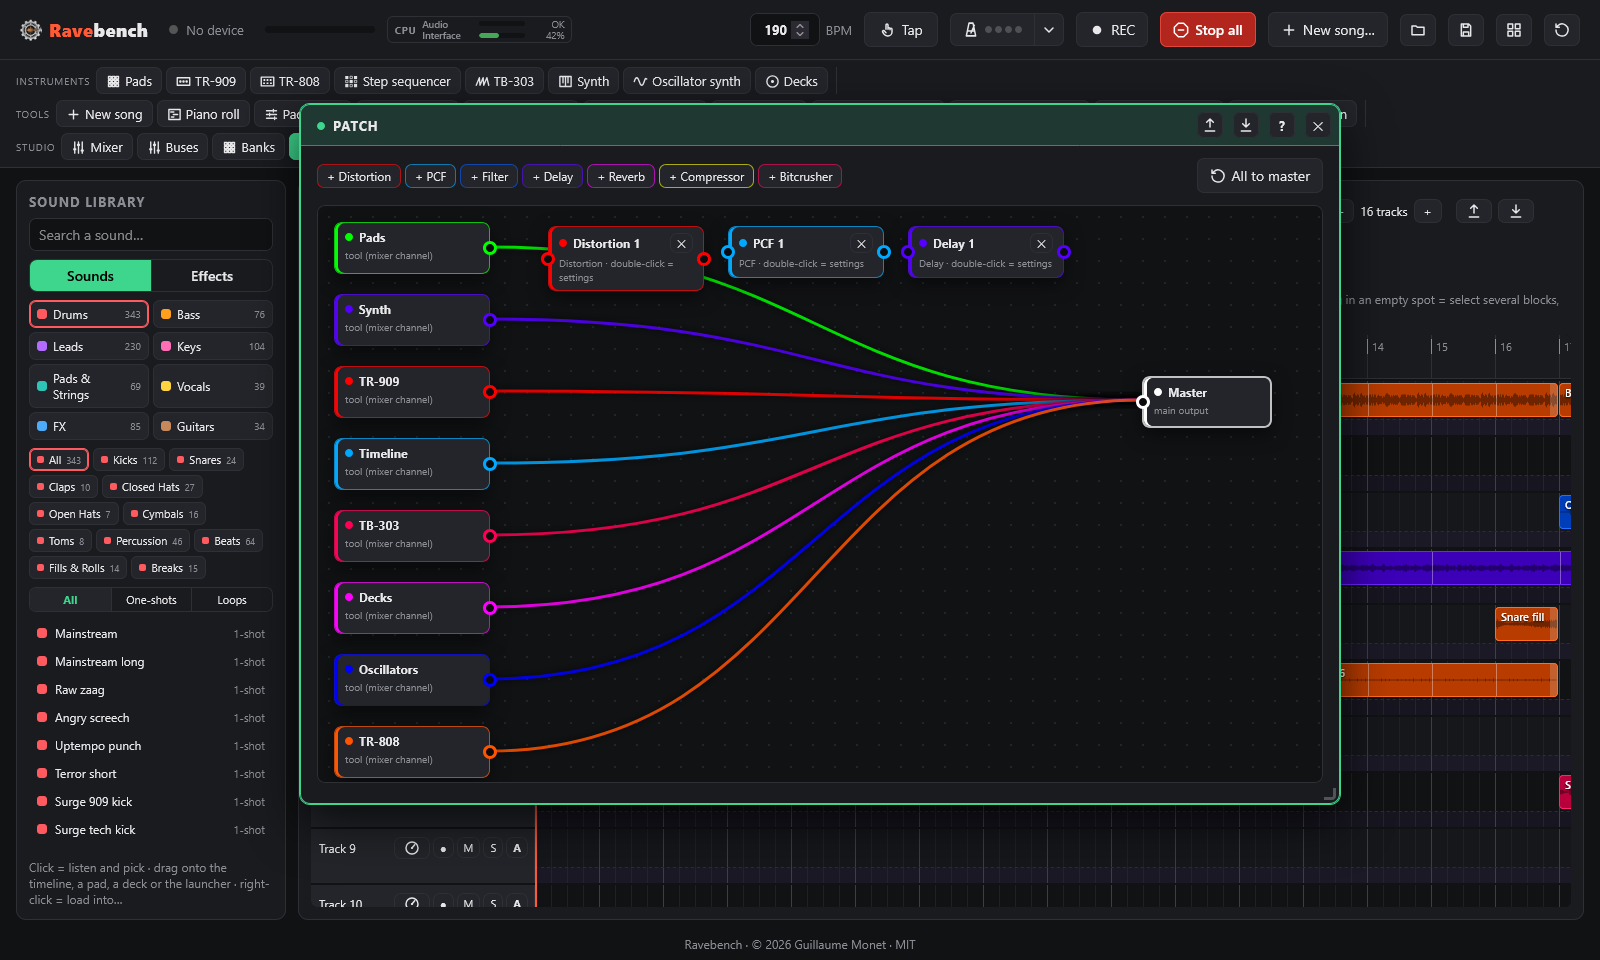 Ravebench
No device
CPU
Audio
Interface
OK
42%
190
BPM
Tap
REC
Stop all
New song...
INSTRUMENTS
Pads
TR-909
TR-808
Step sequencer
TB-303
Synth
Oscillator synth
Decks
TOOLS
New song
Piano roll
STUDIO
Mixer
Buses
Banks
PATCH
?
+ Distortion
+ PCF
+ Filter
+ Delay
+ Reverb
+ Compressor
+ Bitcrusher
All to master
SOUND LIBRARY
Search a sound...
Sounds
Effects
Drums 343
Bass 76
Leads 230
Keys 104
Pads &
Strings 69
Vocals 39
FX 85
Guitars 34
All 343
Kicks 112
Snares 24
Claps 10
Closed Hats 27
Open Hats 7
Cymbals 16
Toms 8
Percussion 46
Beats 64
Fills & Rolls 14
Breaks 15
All
One-shots
Loops
Mainstream 1-shot
Mainstream long 1-shot
Raw zaag 1-shot
Angry screech 1-shot
Uptempo punch 1-shot
Terror short 1-shot
Surge 909 kick 1-shot
Surge tech kick 1-shot
Click = listen and pick · drag onto the
timeline, a pad, a deck or the launcher · right-
click = load into...
Pads
tool (mixer channel)
Synth
tool (mixer channel)
TR-909
tool (mixer channel)
Timeline
tool (mixer channel)
TB-303
tool (mixer channel)
Decks
tool (mixer channel)
Oscillators
tool (mixer channel)
TR-808
tool (mixer channel)
Distortion 1
Distortion · double-click =
settings
PCF 1
PCF · double-click = settings
Delay 1
Delay · double-click = settings
Master
main output
16 tracks
+
in an empty spot = select several blocks,
14
15
16
Snare fill
Track 9
M
S
A
Track 10
M
S
A
Ravebench · © 2026 Guillaume Monet · MIT